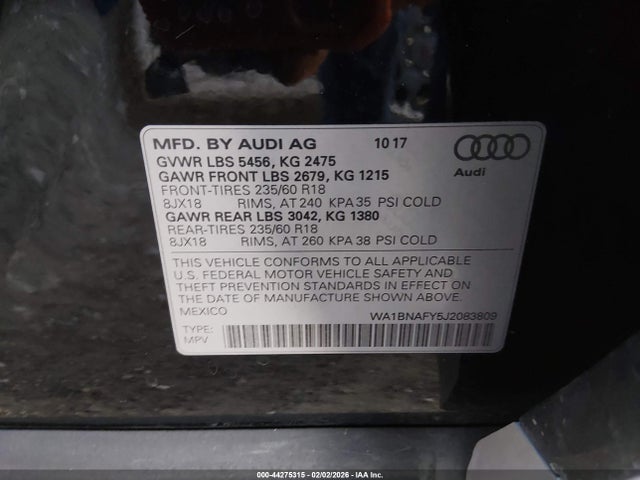 MFD. BY AUDI AG 10 17
GVWR LBS 5456, KG 2475
GAWR FRONT LBS 2679, KG 1215
FRONT-TIRES 235/60 R18
8JX18 RIMS, AT 240 KPA 35 PSI COLD
GAWR REAR LBS 3042, KG 1380
REAR-TIRES 235/60 R18
8JX18 RIMS, AT 260 KPA 38 PSI COLD
Audi
THIS VEHICLE CONFORMS TO ALL APPLICABLE
U.S. FEDERAL MOTOR VEHICLE SAFETY AND
THEFT PREVENTION STANDARDS IN EFFECT ON
THE DATE OF MANUFACTURE SHOWN ABOVE.
MEXICO WA1BNAFY5J2083809
TYPE:
MPV
000-44275315 - 02/02/2026 - © IAA Inc.